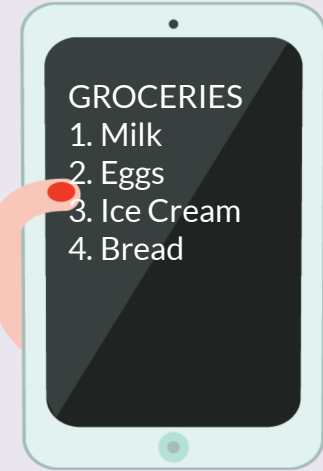 GROCERIES
1. Milk
2. Eggs
3. Ice Cream
4. Bread